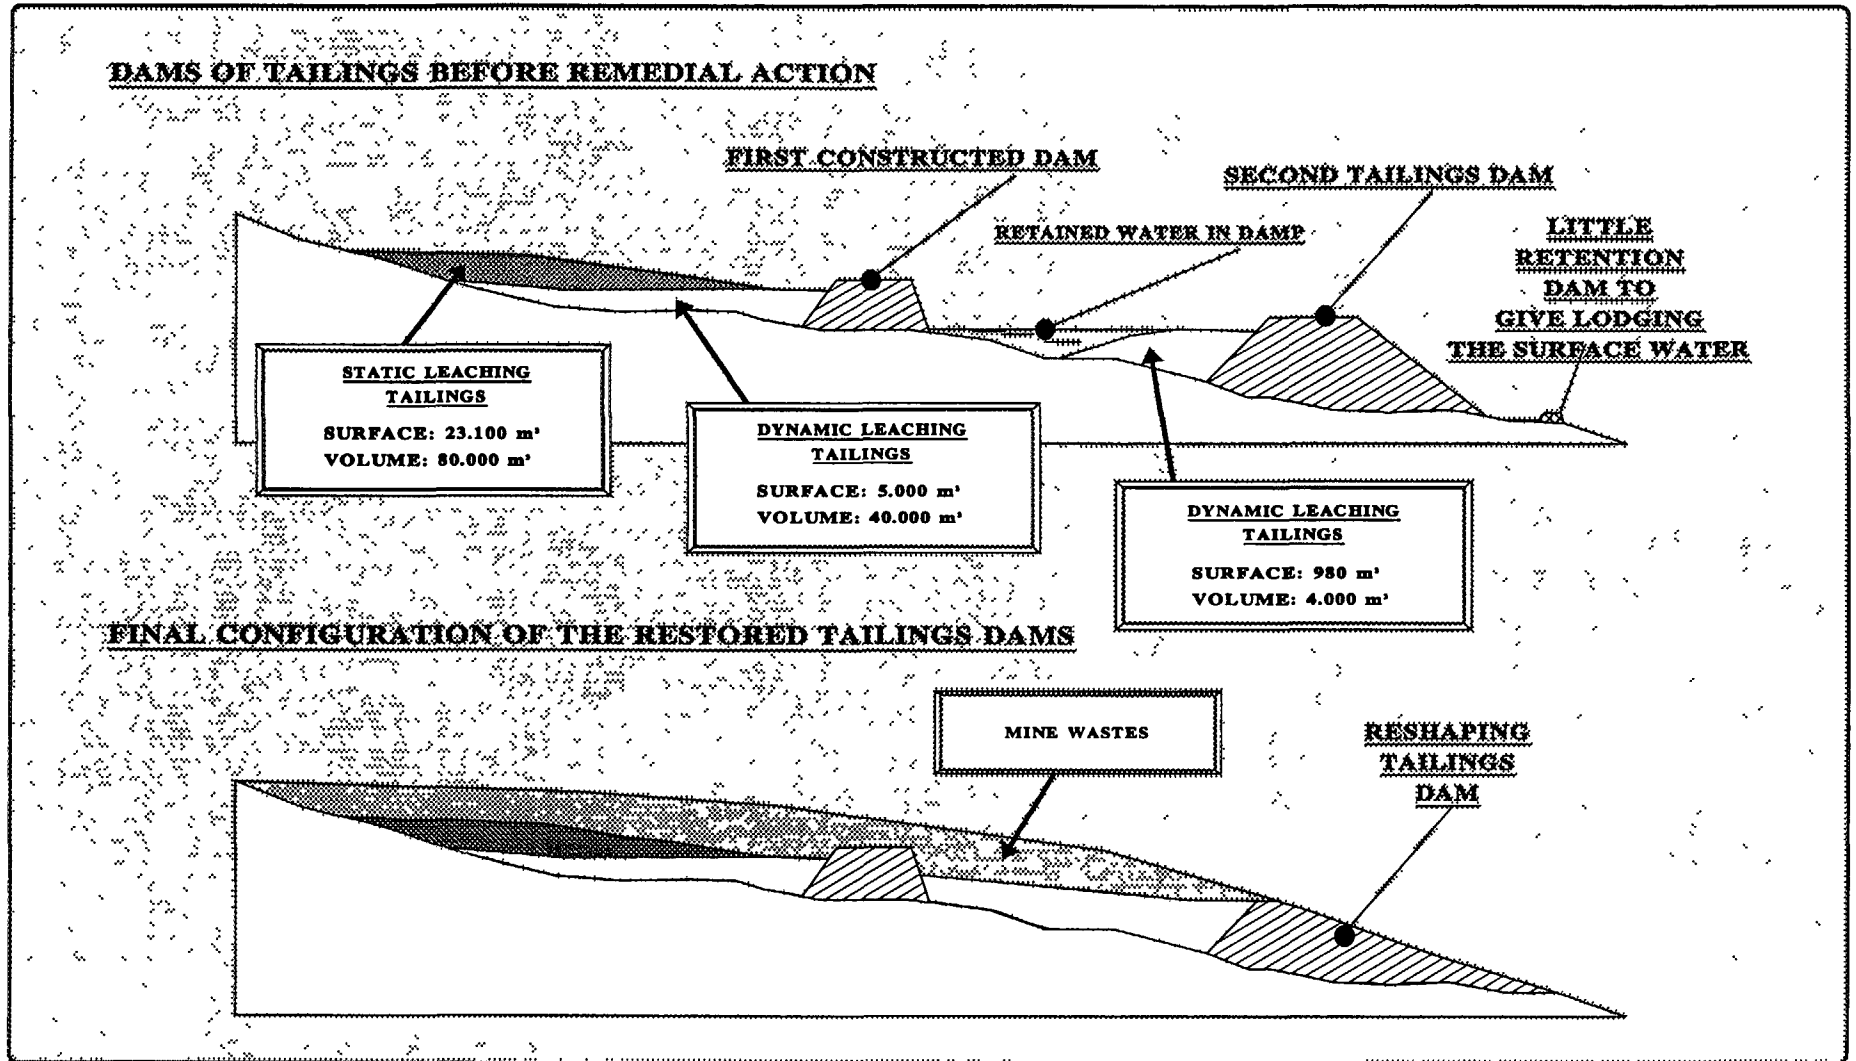 DAMS OF TAILINGS BEFORE REMEDIAL ACTION
FIRST CONSTRUCTED DAM
SECOND TAILINGS DAM
RETAINED WATER IN DAMP
LITTLE
RETENTION
DAM TO
GIVE LODGING
THE SURFACE WATER
STATIC LEACHING
TAILINGS
SURFACE: 23.100 m²
VOLUME: 80.000 m³
DYNAMIC LEACHING
TAILINGS
SURFACE: 5.000 m²
VOLUME: 40.000 m³
DYNAMIC LEACHING
TAILINGS
SURFACE: 980 m²
VOLUME: 4.000 m³
FINAL CONFIGURATION OF THE RESTORED TAILINGS DAMS
MINE WASTES
RESHAPING
TAILINGS
DAM